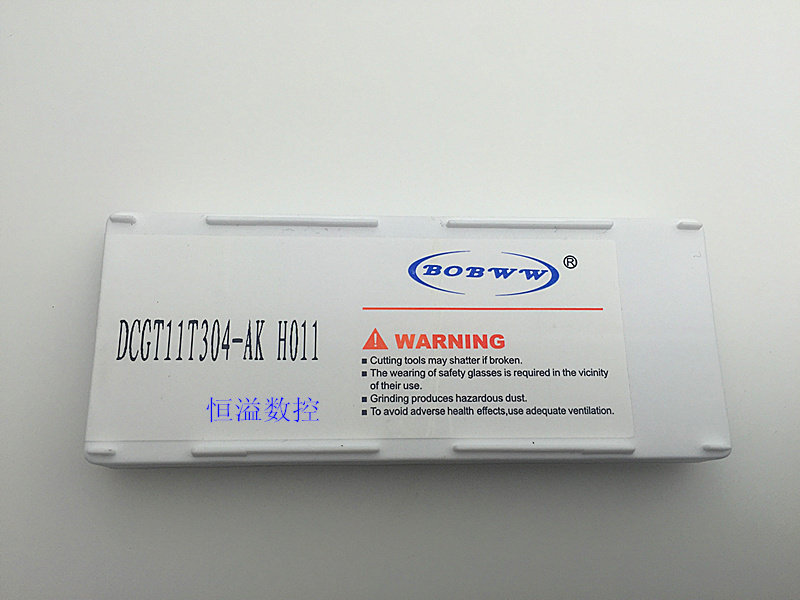 BOBWW®
DCGT11T304-AK H011
恒溢数控
WARNING
■ Cutting tools may shatter if broken.
■ The wearing of safety glasses is required in the vicinity
of their use.
■ Grinding produces hazardous dust.
■ To avoid adverse health effects,use adequate ventilation.